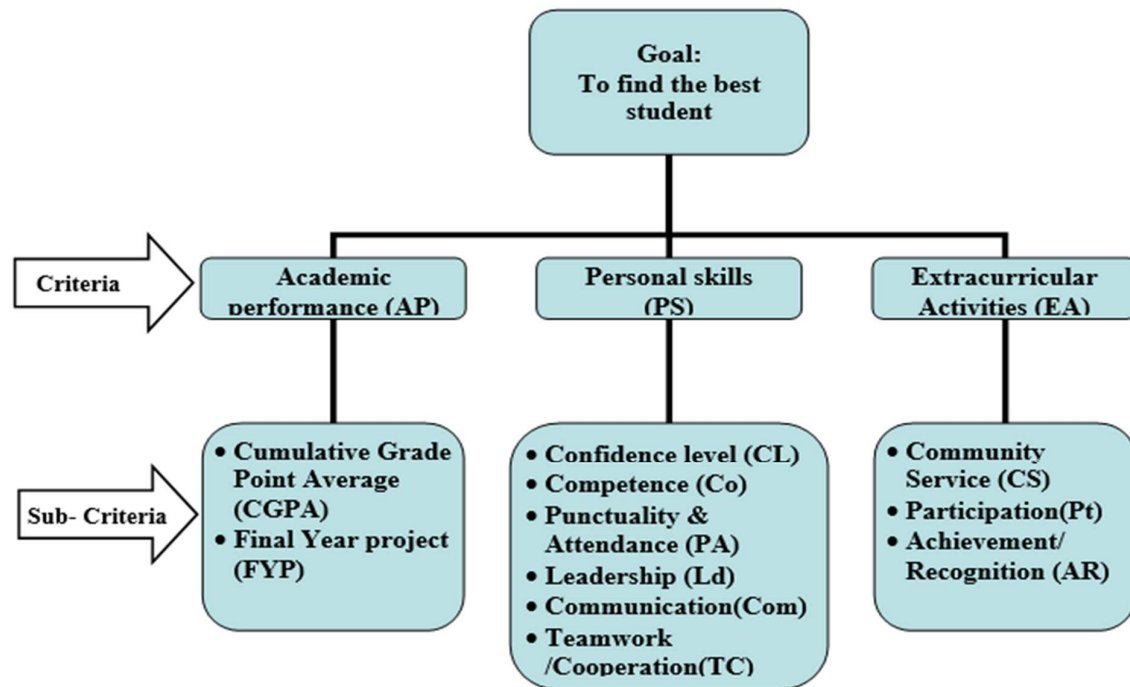 Goal:
To find the best
student
Criteria
Academic
performance (AP)
Personal skills
(PS)
Extracurricular
Activities (EA)
Sub- Criteria
• Cumulative Grade
Point Average
(CGPA)
• Final Year project
(FYP)
• Confidence level (CL)
• Competence (Co)
• Punctuality &
Attendance (PA)
• Leadership (Ld)
• Communication(Com)
• Teamwork
/Cooperation(TC)
• Community
Service (CS)
• Participation(Pt)
• Achievement/
Recognition (AR)